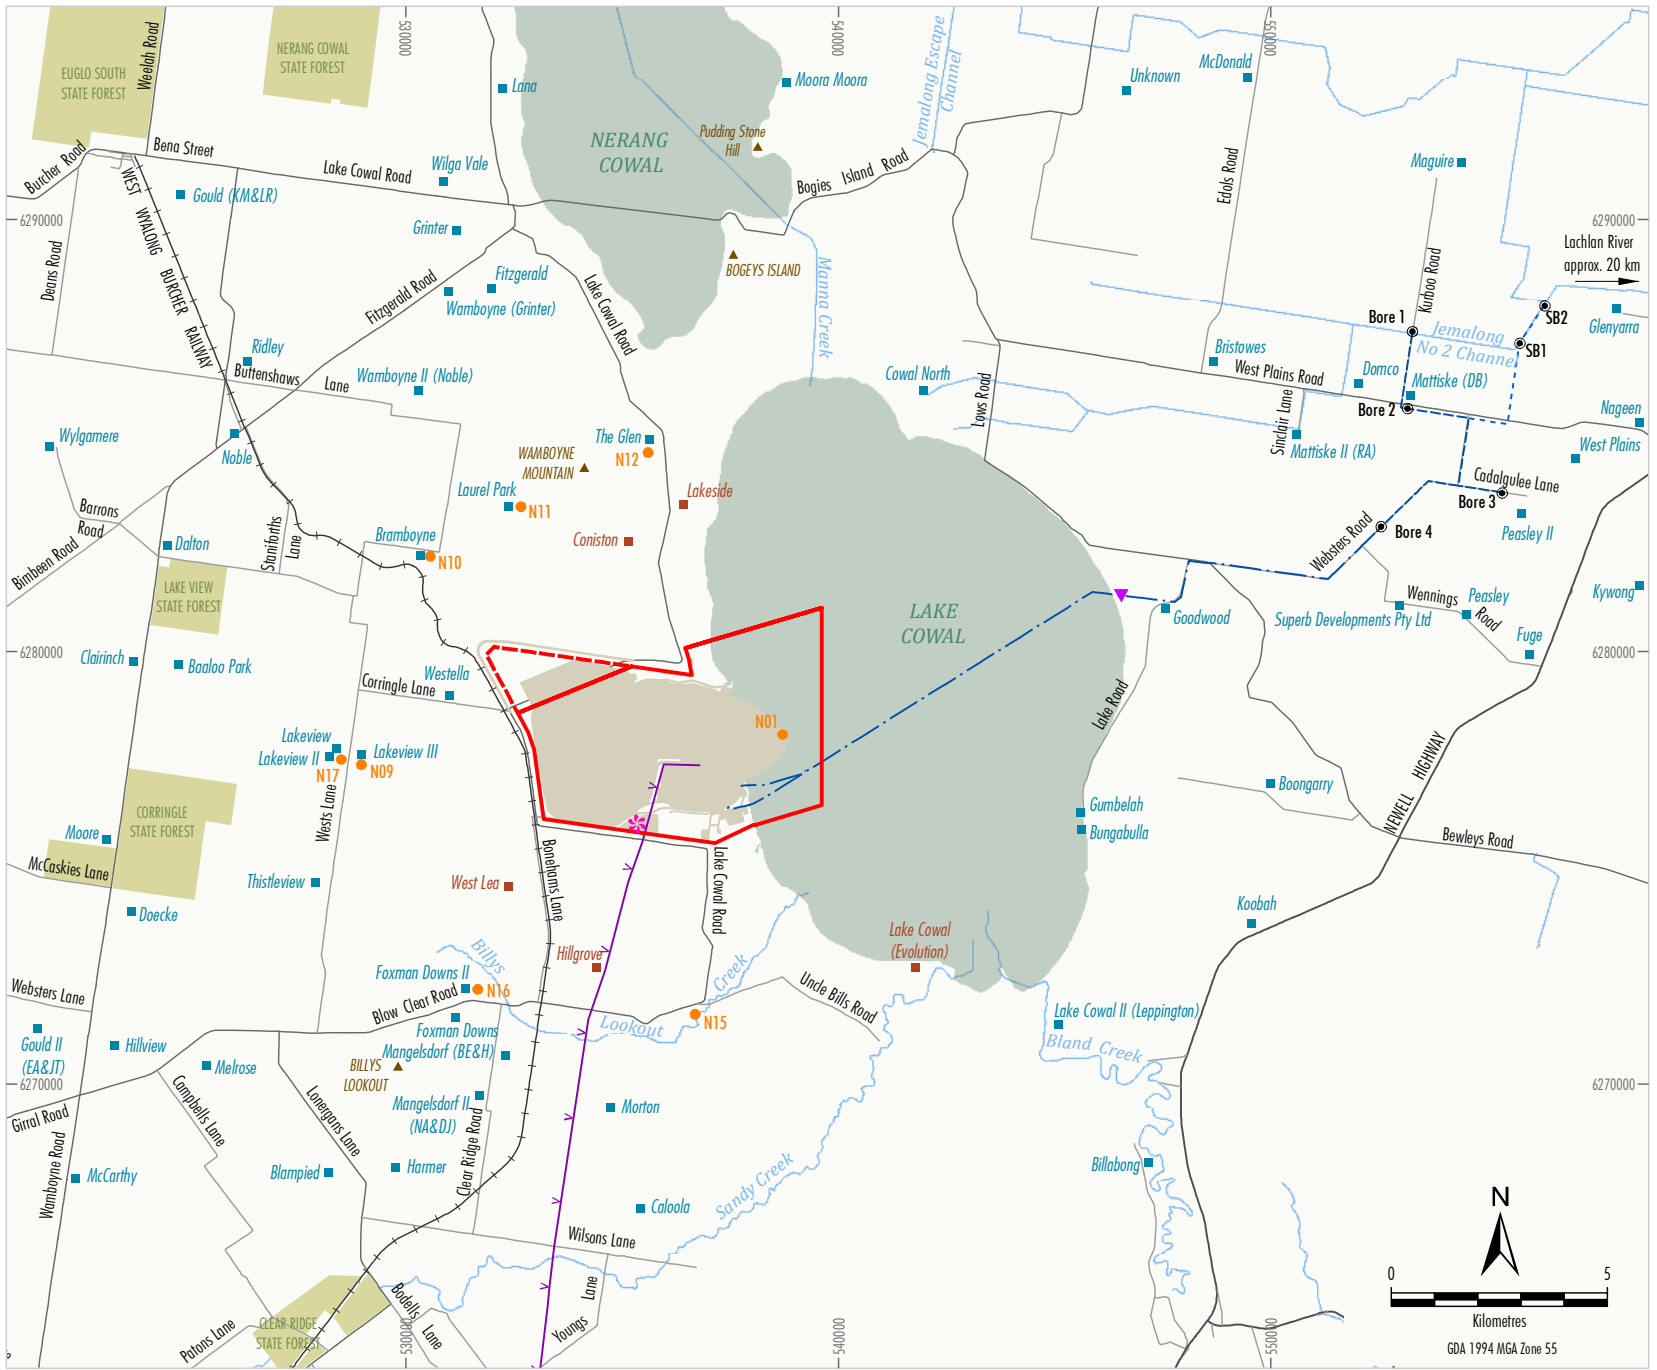 530000
540000
550000
Weelah Road
EUGLO SOUTH
STATE FOREST
NERANG COWAL
STATE FOREST
Lana
Moora Moora
Jemalong Escape
Channel
Unknown
McDonald
Pudding Stone
Hill
NERANG
COWAL
Burcher Road
Bena Street
Lake Cowal Road
Wilga Vale
Bogies Island Road
Edols Road
Maguire
Gould (KM&LR)
WEST WYALONG BURCHER RAILWAY
6290000
6290000
Grinter
Lachlan River
approx. 20 km
Deans Road
Fitzgerald Road
Fitzgerald
Wamboyne (Grinter)
BOGEYS ISLAND
Lake Cowal Road
Manna Creek
Kurboo Road
Bore 1
SB2
Glenyarra
Jemalong
No 2 Channel
SB1
Ridley
Buttenshaws Lane
Wamboyne II (Noble)
Cowal North
Lows Road
Bristowes
West Plains Road
Domco
Mattiske (DB)
Bore 2
Sinclair Lane
Nageen
Wylgamere
Noble
The Glen
N12
WAMBOYNE
MOUNTAIN
Mattiske II (RA)
West Plains
Laurel Park
N11
Lakeside
Cadalgulee Lane
Bore 3
Barrons
Road
Bimbeen Road
Dalton
Staniforths
Lane
Bramboyne
N10
Coniston
Websters Road
Bore 4
Peasley II
LAKE VIEW
STATE FOREST
LAKE
COWAL
Goodwood
Superb Developments Pty Ltd
Wennings Road
Peasley
Kywong
Fuge
6280000
6280000
Clairinch
Baaloo Park
Westella
Corringle Lane
Lake Road
Lakeview
Lakeview II
Lakeview III
N17
N09
N01
Wests Lane
NEWELL HIGHWAY
CORRINGLE
STATE FOREST
Boongarry
Gumbelah
Bungabulla
Moore
McCaskies Lane
Bewleys Road
Thistleview
Bonehams Lane
West Lea
Lake Cowal Road
Doecke
Koobah
Lake Cowal
(Evolution)
Billys
Hillgrove
Creek
Foxman Downs II
N16
Websters Lane
Blow Clear Road
Lookout
N15
Uncle Bills Road
Lake Cowal II (Leppington)
Gould II
(EA&JT)
Hillview
Melrose
Foxman Downs
Mangelsdorf (BE&H)
BILLYS
LOOKOUT
Bland Creek
6270000
6270000
Girral Road
Campbells Lane
Lonergans Lane
Mangelsdorf II
(NA&DJ)
Clear Ridge Road
Morton
Wamboyne Road
McCarthy
Blampied
Harmer
Sandy Creek
Billabong
Caloola
Wilsons Lane
N
0 5
Kilometres
GDA 1994 MGA Zone 55
Bodells
Lane
Youngs Lane
CLEAR RIDGE
STATE FOREST
Patons Lane
530000
540000
550000